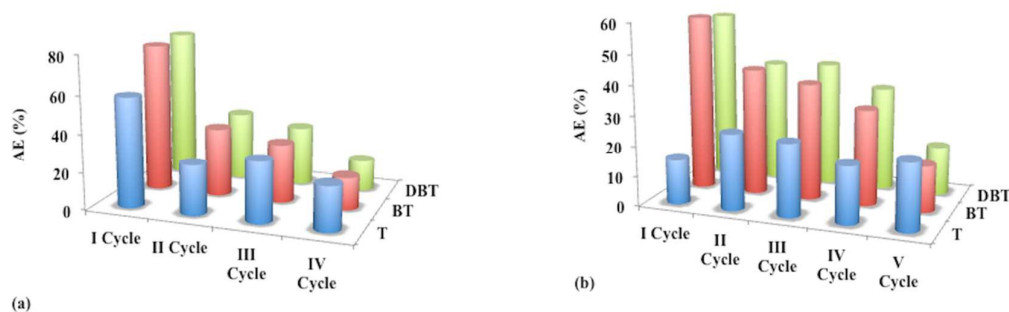 80
60
40
20
0
AE (%)
I Cycle
II Cycle
III
Cycle
IV
Cycle
T
BT
DBT
(a)
60
50
40
30
20
10
0
AE (%)
I Cycle
II
Cycle
III
Cycle
IV
Cycle
V
Cycle
T
BT
DBT
(b)